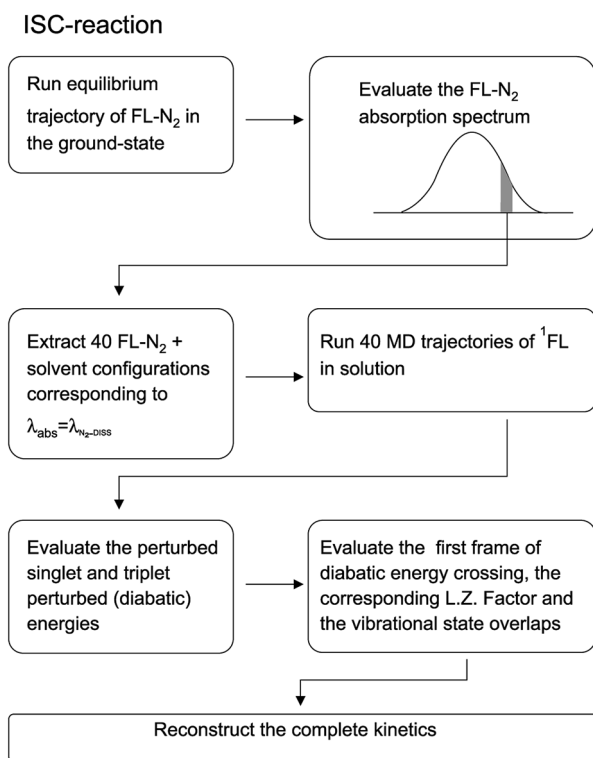 ISC-reaction
Run equilibrium
trajectory of FL-N₂ in
the ground-state
Evaluate the FL-N₂
absorption spectrum
Extract 40 FL-N₂ +
solvent configurations
corresponding to
λabs=λN₂-DISS
Run 40 MD trajectories of ¹FL
in solution
Evaluate the perturbed
singlet and triplet
perturbed (diabatic)
energies
Evaluate the first frame of
diabatic energy crossing, the
corresponding L.Z. Factor and
the vibrational state overlaps
Reconstruct the complete kinetics